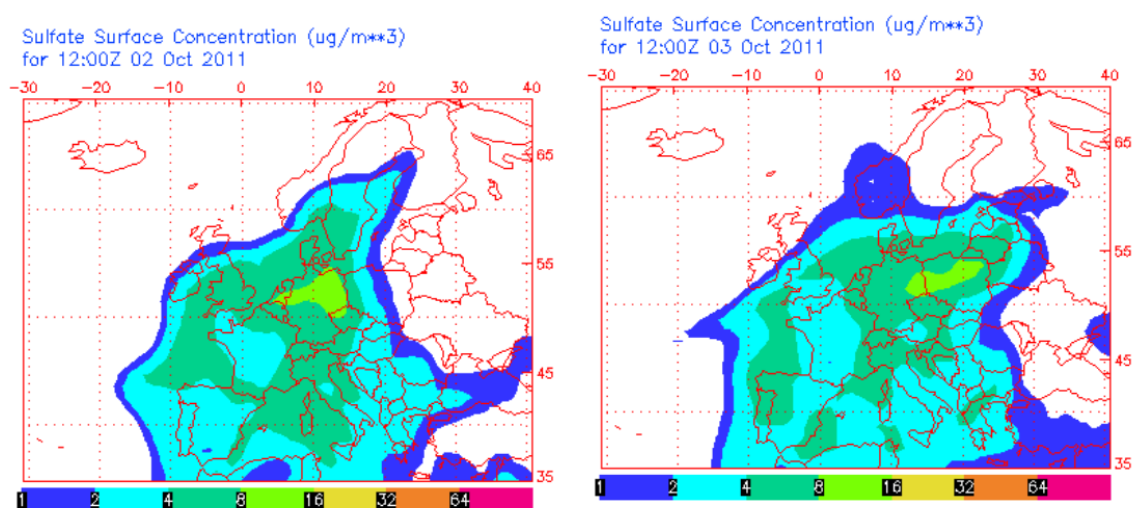 Sulfate Surface Concentration (ug/m**3)
for 12:00Z 02 Oct 2011
-30 -20 -10 0 10 20 30 40
65
55
45
35
1 2 4 8 16 32 64
Sulfate Surface Concentration (ug/m**3)
for 12:00Z 03 Oct 2011
-30 -20 -10 0 10 20 30 40
65
55
45
35
1 2 4 8 16 32 64